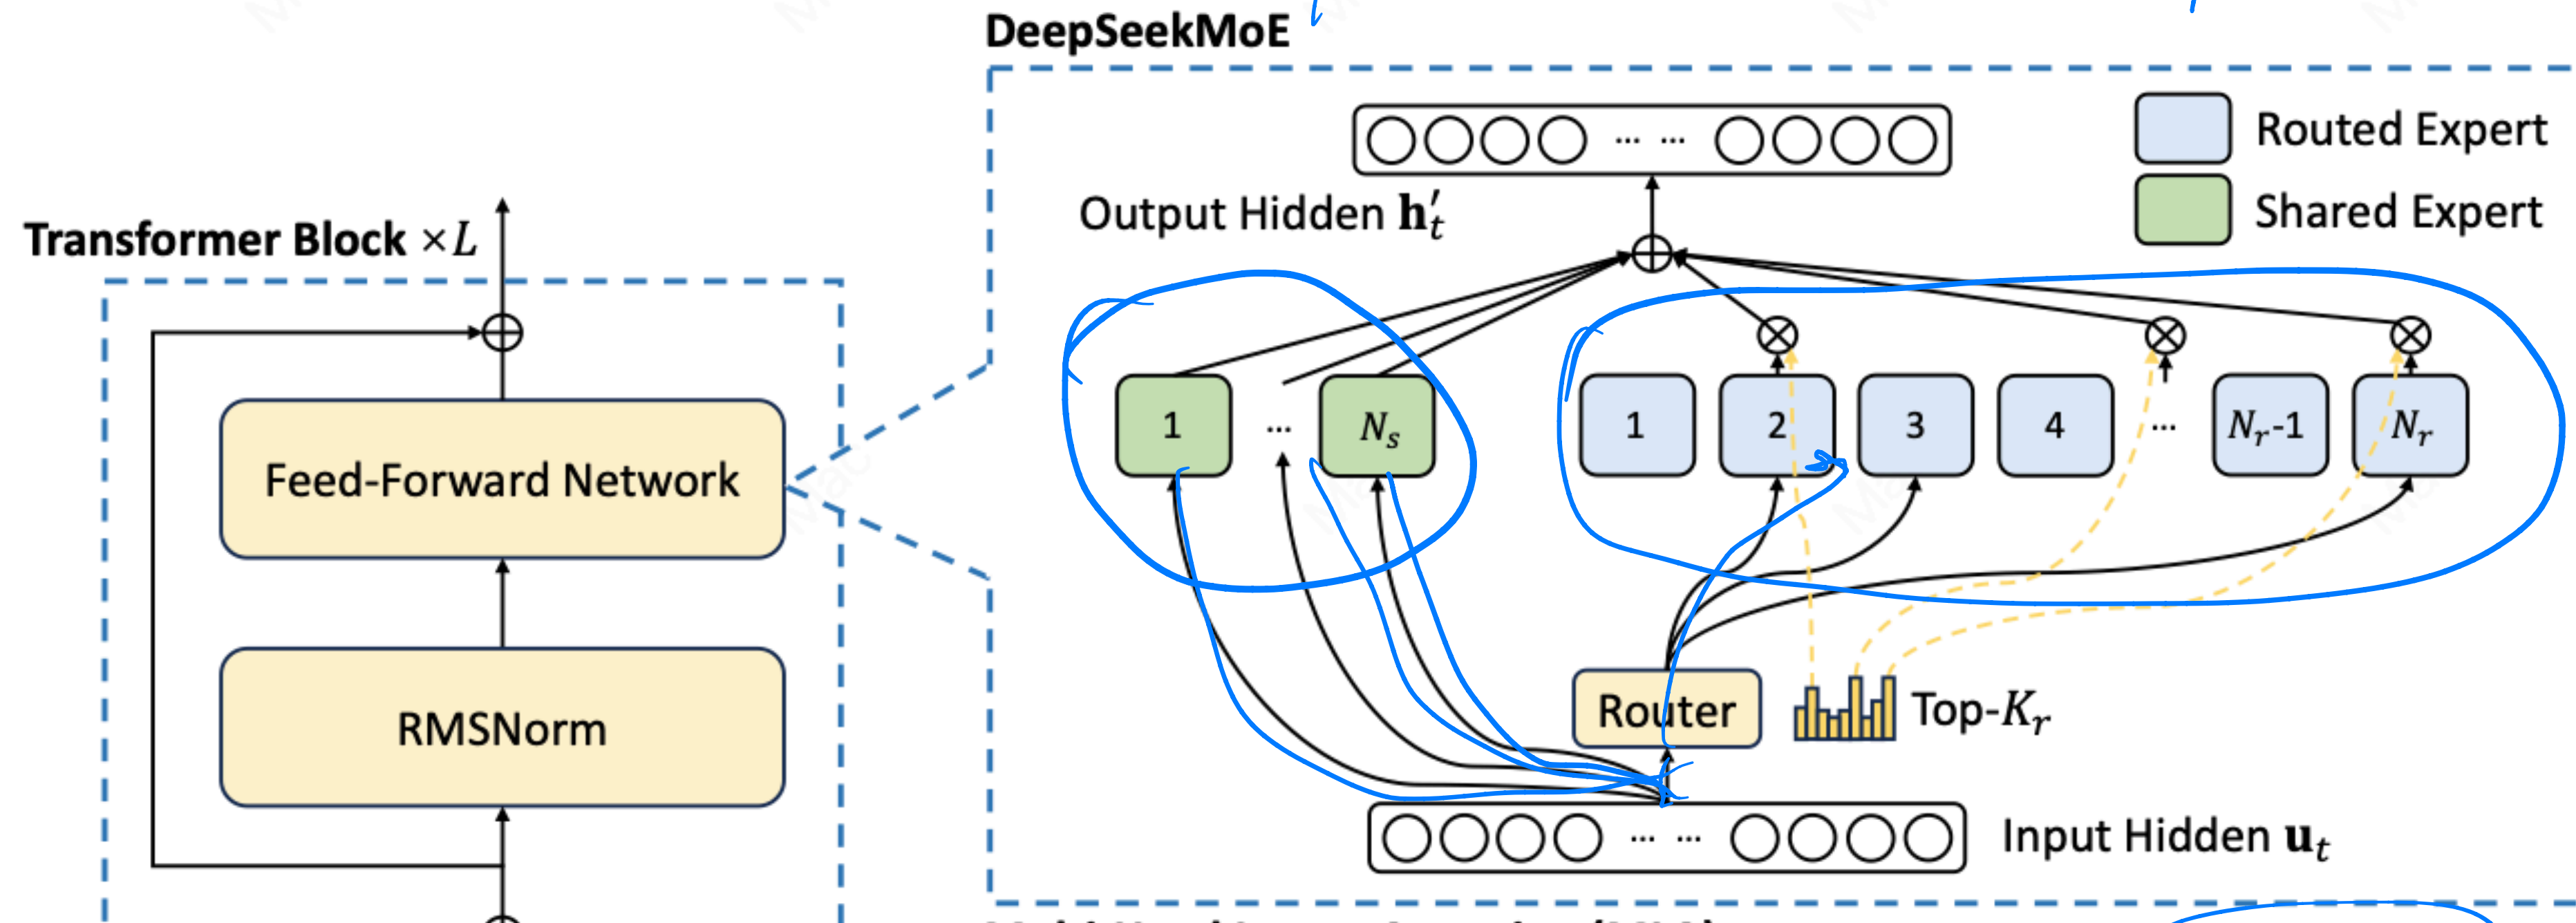 DeepSeekMoE
Routed Expert
Shared Expert
Output Hidden 𝐡′ₜ
Transformer Block ×L
Feed-Forward Network
RMSNorm
1 ... Nₛ
1 2 3 4 ... Nᵣ-1 Nᵣ
Router
Top-Kᵣ
... ...
Input Hidden 𝐮ₜ